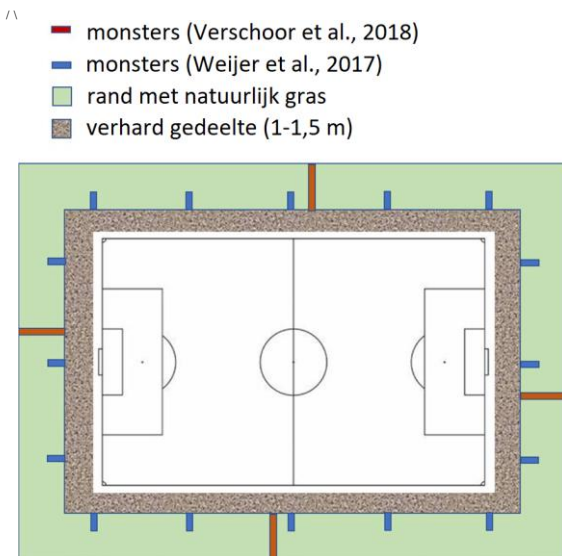 / \
monsters (Verschoor et al., 2018)
monsters (Weijer et al., 2017)
rand met natuurlijk gras
verhard gedeelte (1-1,5 m)